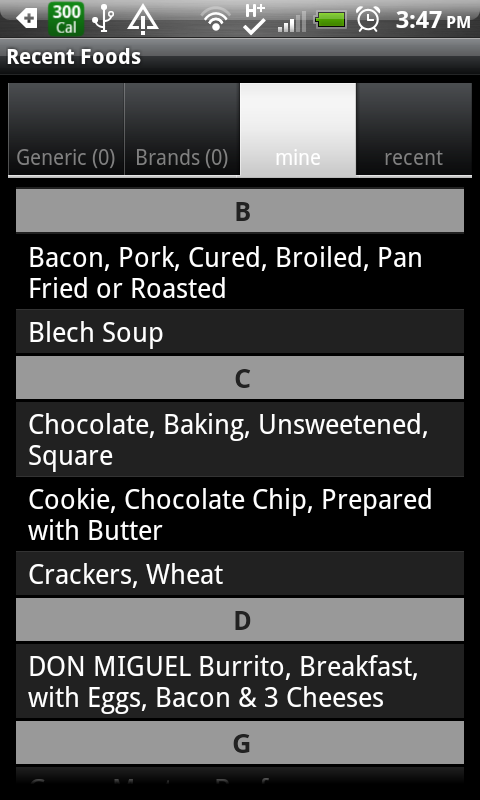 300
Cal
H+
3:47 PM
Recent Foods
Generic (0) Brands (0) mine recent
B
Bacon, Pork, Cured, Broiled, Pan
Fried or Roasted
Blech Soup
C
Chocolate, Baking, Unsweetened,
Square
Cookie, Chocolate Chip, Prepared
with Butter
Crackers, Wheat
D
DON MIGUEL Burrito, Breakfast,
with Eggs, Bacon & 3 Cheeses
G